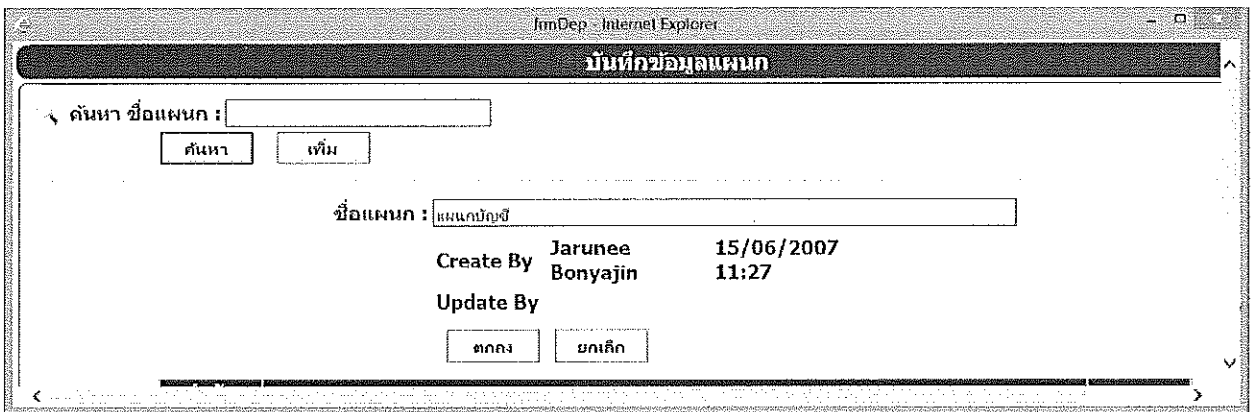 frmDep - Internet Explorer
บันทึกข้อมูลแผนก
ค้นหา ชื่อแผนก :
ค้นหา เพิ่ม
ชื่อแผนก : แผนกบัญชี
Create By Jarunee Bonyajin 15/06/2007 11:27
Update By
ตกลง ยกเลิก